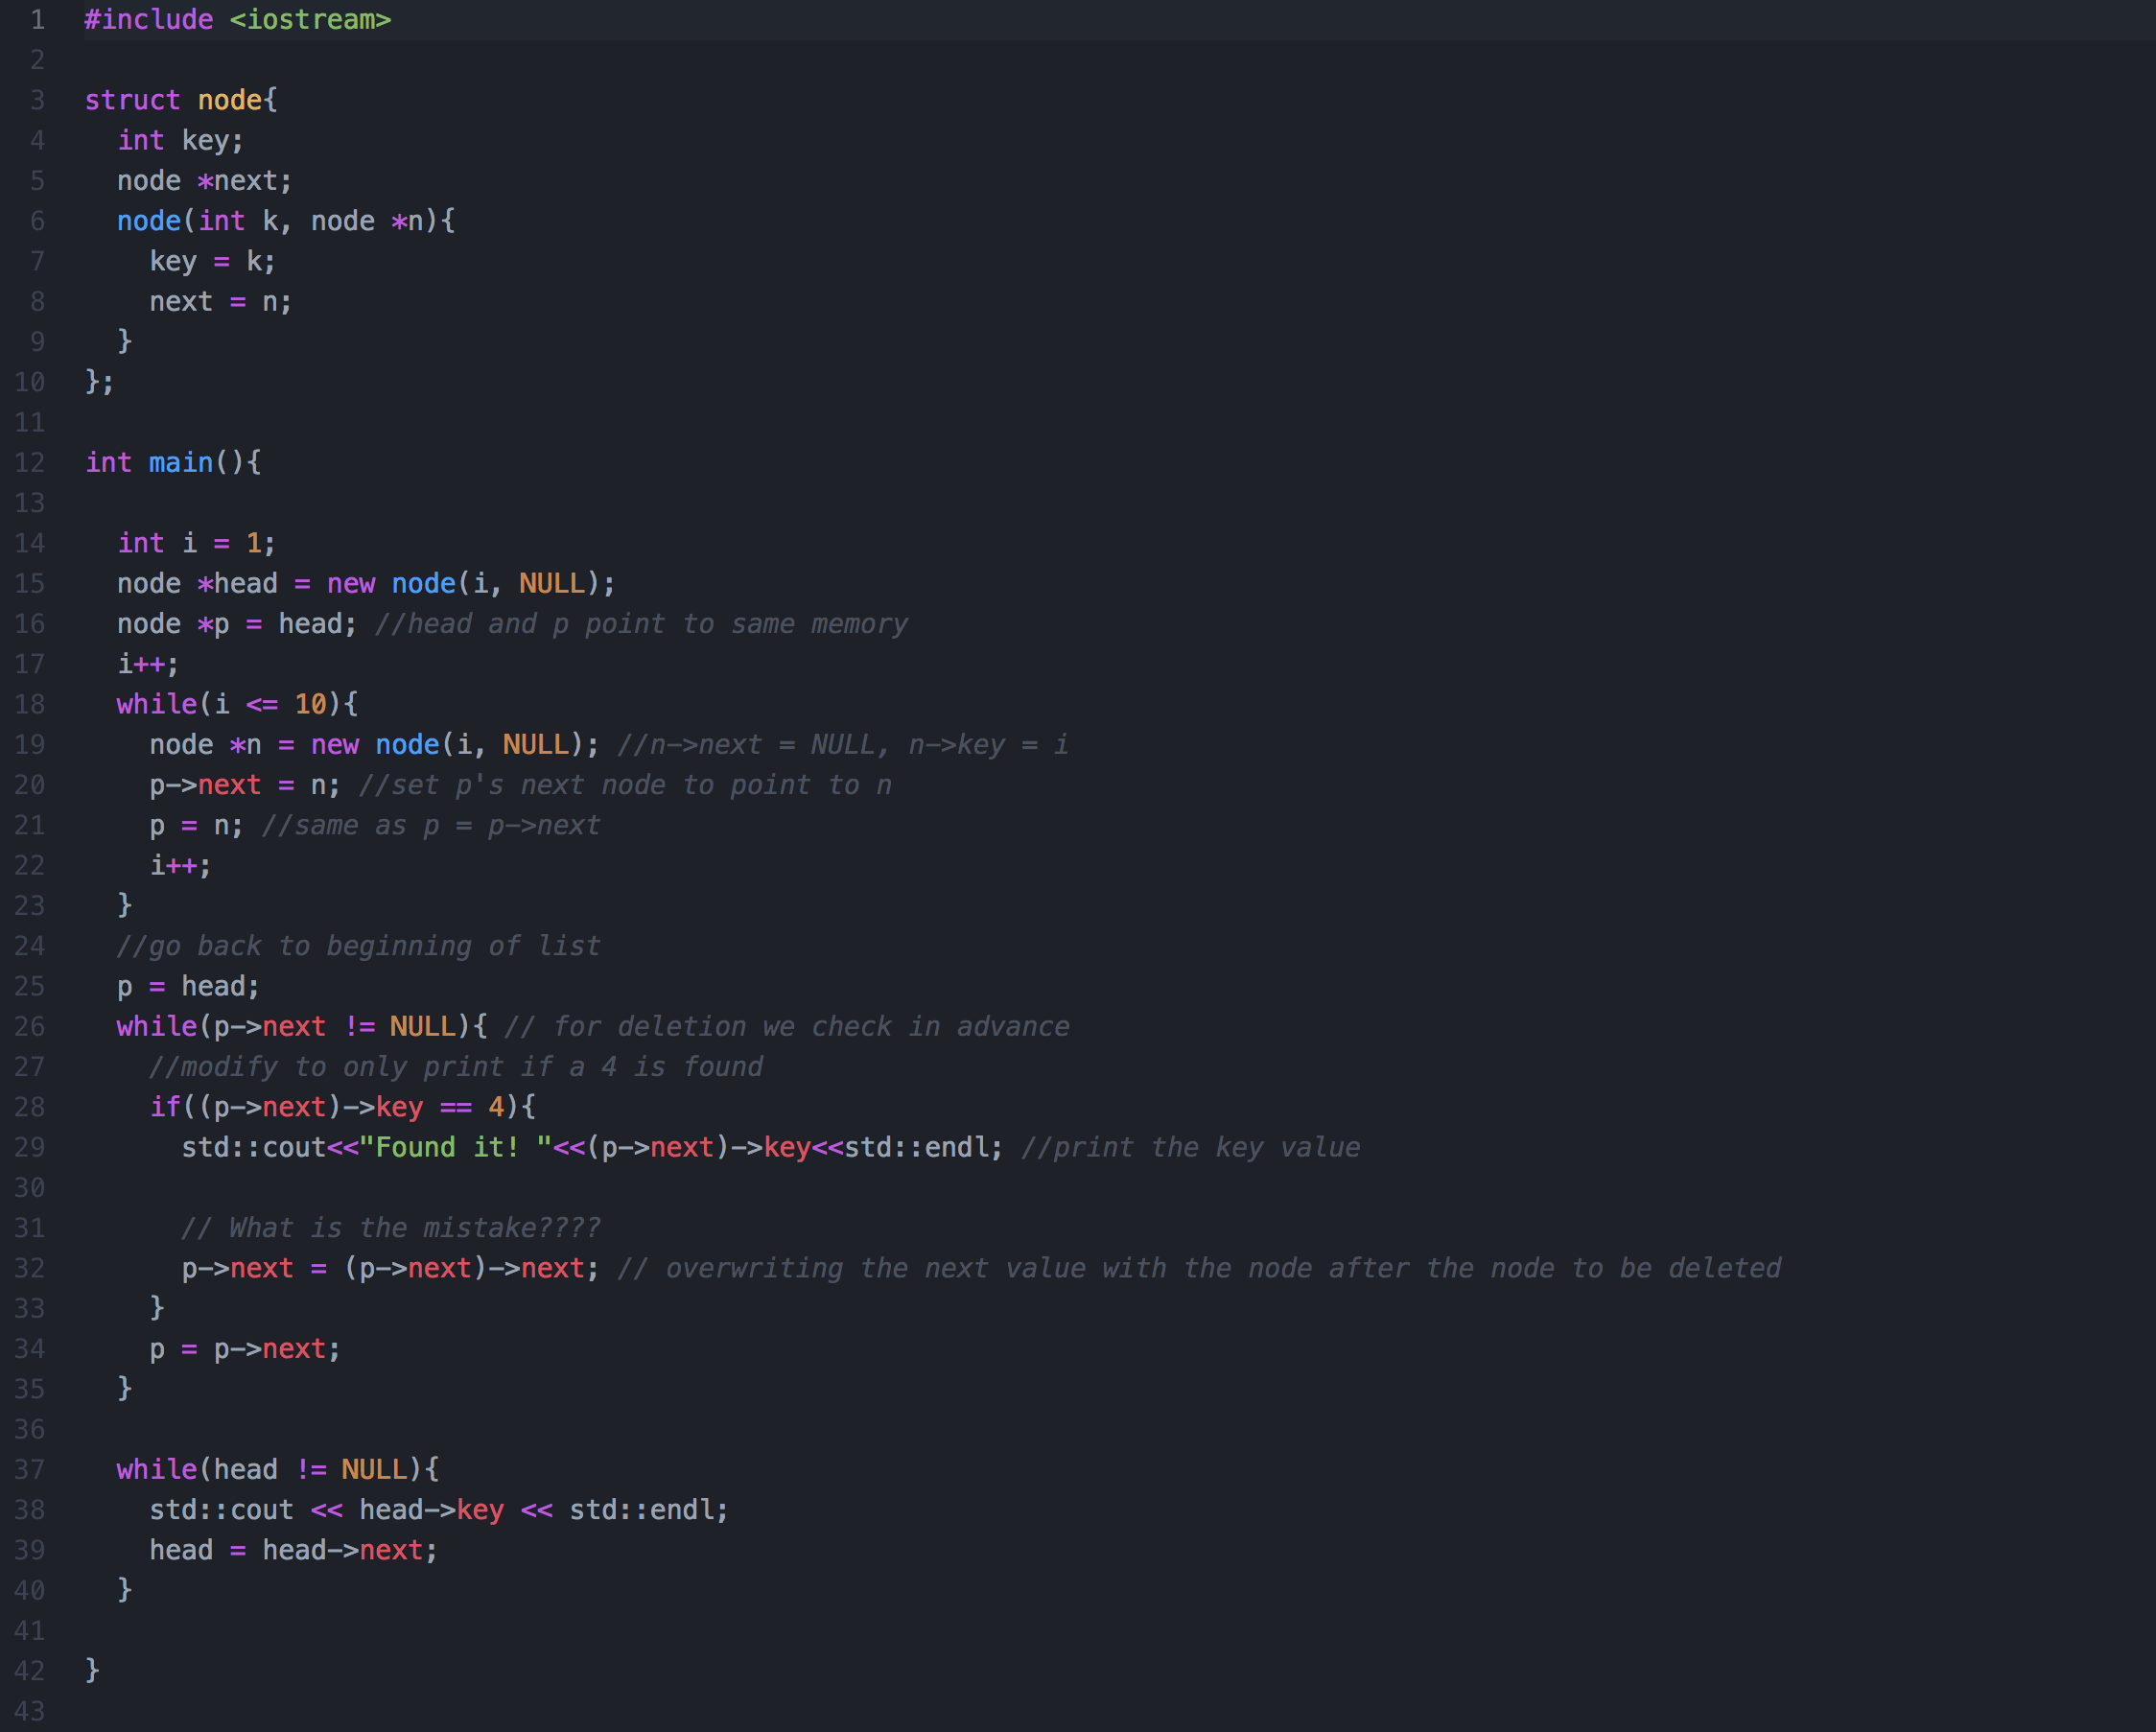 1 #include <iostream>
2
3 struct node{
4   int key;
5   node *next;
6   node(int k, node *n){
7     key = k;
8     next = n;
9   }
10 };
11
12 int main(){
13
14   int i = 1;
15   node *head = new node(i, NULL);
16   node *p = head; //head and p point to same memory
17   i++;
18   while(i <= 10){
19     node *n = new node(i, NULL); //n->next = NULL, n->key = i
20     p->next = n; //set p's next node to point to n
21     p = n; //same as p = p->next
22     i++;
23   }
24   //go back to beginning of list
25   p = head;
26   while(p->next != NULL){ // for deletion we check in advance
27     //modify to only print if a 4 is found
28     if((p->next)->key == 4){
29       std::cout<<"Found it! "<<(p->next)->key<<std::endl; //print the key value
30
31       // What is the mistake????
32       p->next = (p->next)->next; // overwriting the next value with the node after the node to be deleted
33     }
34     p = p->next;
35   }
36
37   while(head != NULL){
38     std::cout << head->key << std::endl;
39     head = head->next;
40   }
41
42 }
43